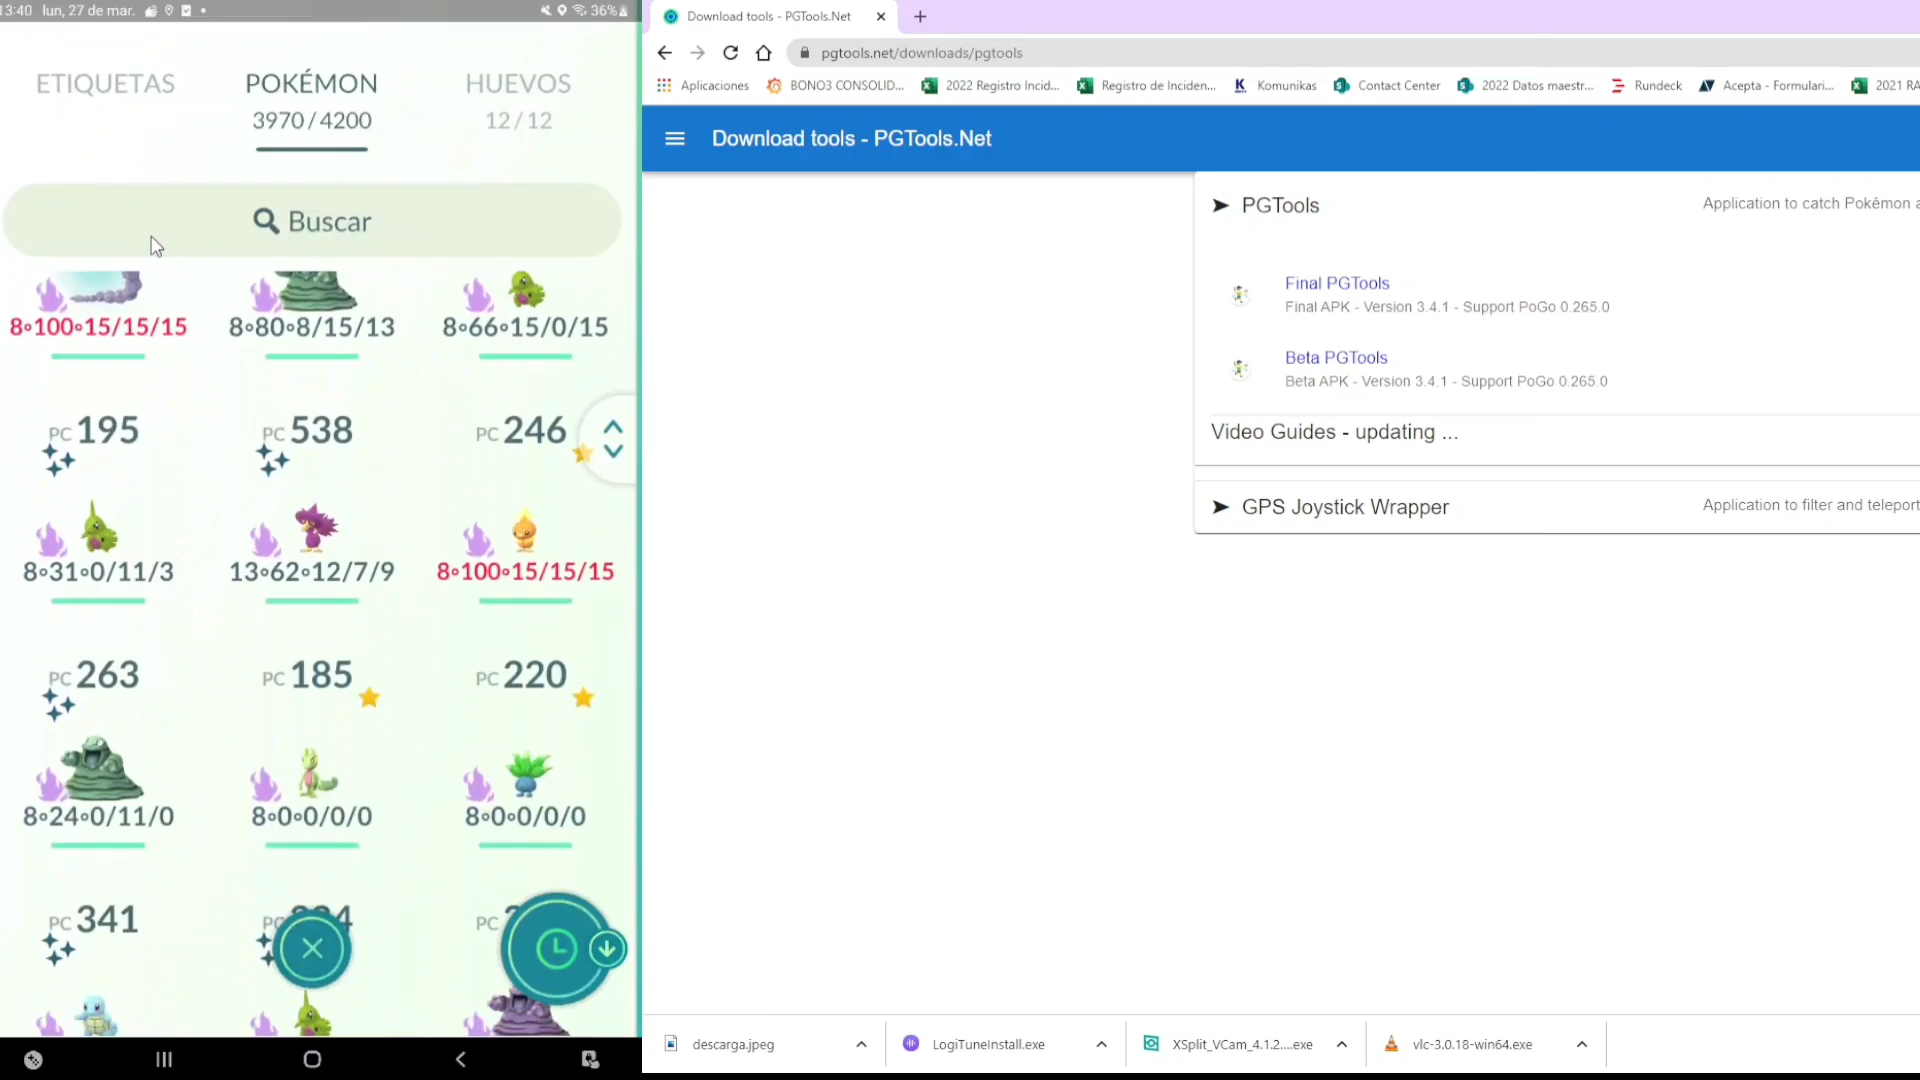 13:40 lun, 27 de mar.
36%
ETIQUETAS
POKÉMON
3970 / 4200
HUEVOS
12 / 12
Buscar
8◦100◦15/15/15
8◦80◦8/15/13
8◦66◦15/0/15
PC 195
PC 538
PC 246
8◦31◦0/11/3
13◦62◦12/7/9
8◦100◦15/15/15
PC 263
PC 185
PC 220
8◦24◦0/11/0
8◦0◦0/0/0
8◦0◦0/0/0
PC 341
PC
PC
Download tools - PGTools.Net
pgtools.net/downloads/pgtools
Aplicaciones
BONO3 CONSOLID...
2022 Registro Incid...
Registro de Inciden...
Komunikas
Contact Center
2022 Datos maestr...
Rundeck
Acepta - Formulari...
2021 RA
Download tools - PGTools.Net
PGTools
Application to catch Pokémon a
Final PGTools
Final APK - Version 3.4.1 - Support PoGo 0.265.0
Beta PGTools
Beta APK - Version 3.4.1 - Support PoGo 0.265.0
Video Guides - updating ...
GPS Joystick Wrapper
Application to filter and teleport
descarga.jpeg
LogiTuneInstall.exe
XSplit_VCam_4.1.2....exe
vlc-3.0.18-win64.exe